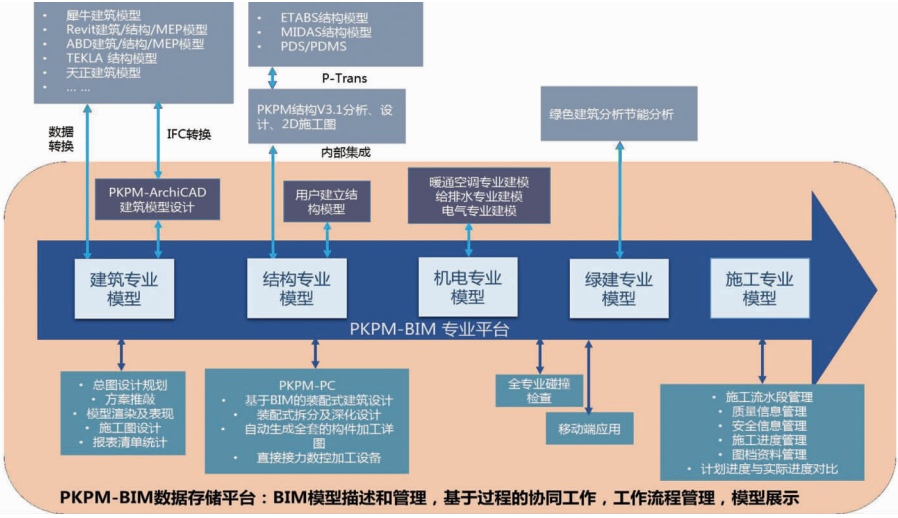 • 犀牛建筑模型
• Revit建筑/结构/MEP模型
• ABD建筑/结构/MEP模型
• TEKLA 结构模型
• 天正建筑模型
• … …
• ETABS结构模型
• MIDAS结构模型
• PDS/PDMS
P-Trans
PKPM结构V3.1分析、设
计、2D施工图
绿色建筑分析节能分析
数据
转换
IFC转换
内部集成
PKPM-ArchiCAD
建筑模型设计
用户建立结
构模型
暖通空调专业建模
给排水专业建模
电气专业建模
建筑专业
模型
结构专业
模型
机电专业
模型
绿建专业
模型
施工专业
模型
PKPM-BIM 专业平台
• 总图设计规划
• 方案推敲
• 模型渲染及表现
• 施工图设计
• 报表清单统计
PKPM-PC
• 基于BIM的装配式建筑设计
• 装配式拆分及深化设计
• 自动生成全套的构件加工详
图
• 直接接力数控加工设备
全专业碰撞
检查
移动端应用
• 施工流水段管理
• 质量信息管理
• 安全信息管理
• 施工进度管理
• 图档资料管理
• 计划进度与实际进度对比
PKPM-BIM数据存储平台：BIM模型描述和管理，基于过程的协同工作，工作流程管理，模型展示